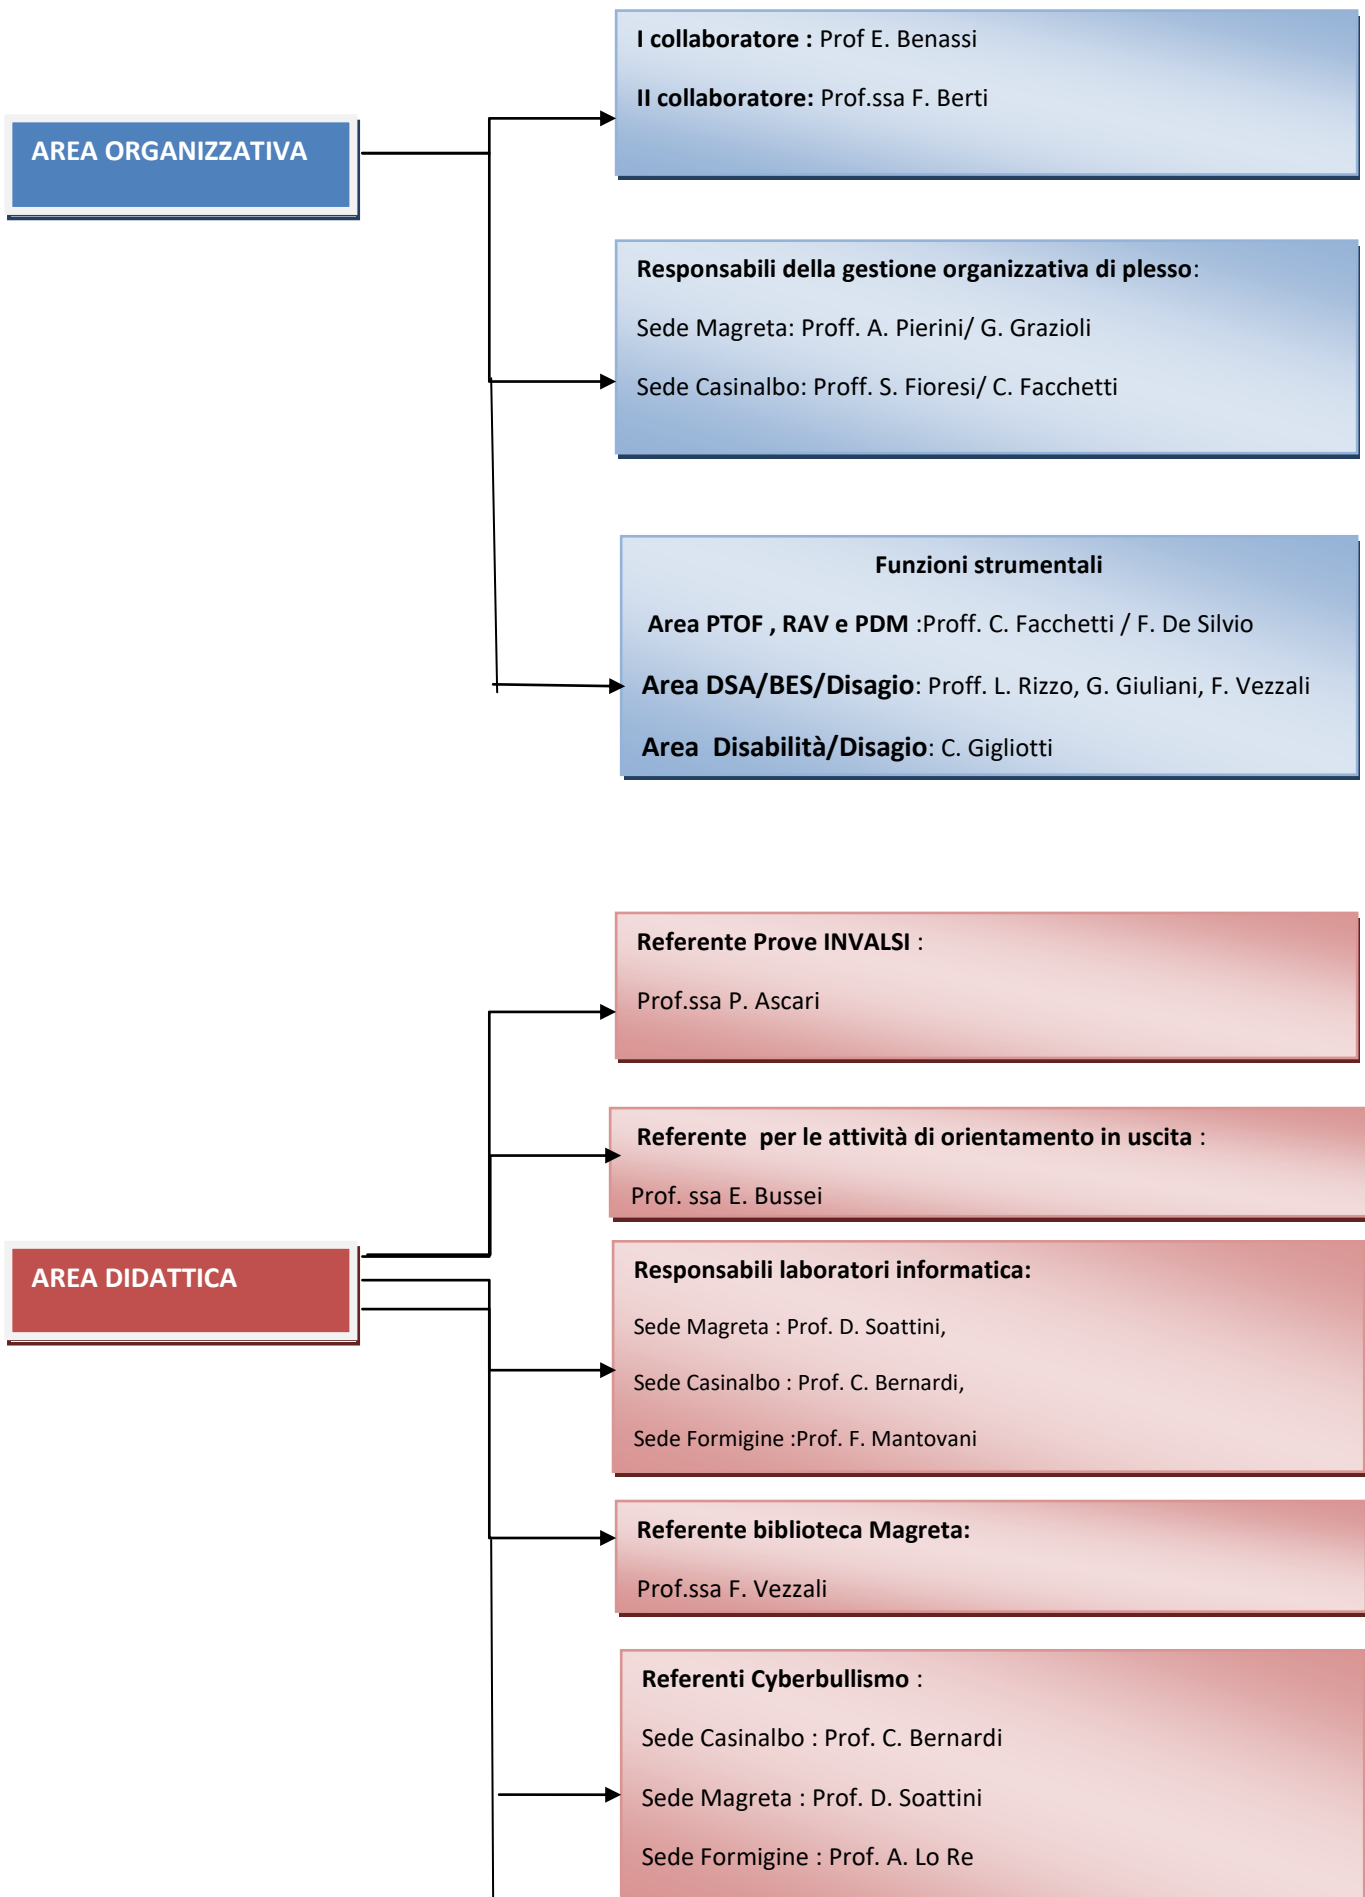 I collaboratore : Prof E. Benassi
II collaboratore: Prof.ssa F. Berti
AREA ORGANIZZATIVA
Responsabili della gestione organizzativa di plesso:
Sede Magreta: Proff. A. Pierini/ G. Grazioli
Sede Casinalbo: Proff. S. Fioresi/ C. Facchetti
Funzioni strumentali
Area PTOF , RAV e PDM :Proff. C. Facchetti / F. De Silvio
Area DSA/BES/Disagio: Proff. L. Rizzo, G. Giuliani, F. Vezzali
Area  Disabilità/Disagio: C. Gigliotti
Referente Prove INVALSI :
Prof.ssa P. Ascari
Referente  per le attività di orientamento in uscita :
Prof. ssa E. Bussei
AREA DIDATTICA
Responsabili laboratori informatica:
Sede Magreta : Prof. D. Soattini,
Sede Casinalbo : Prof. C. Bernardi,
Sede Formigine :Prof. F. Mantovani
Referente biblioteca Magreta:
Prof.ssa F. Vezzali
Referenti Cyberbullismo :
Sede Casinalbo : Prof. C. Bernardi
Sede Magreta : Prof. D. Soattini
Sede Formigine : Prof. A. Lo Re